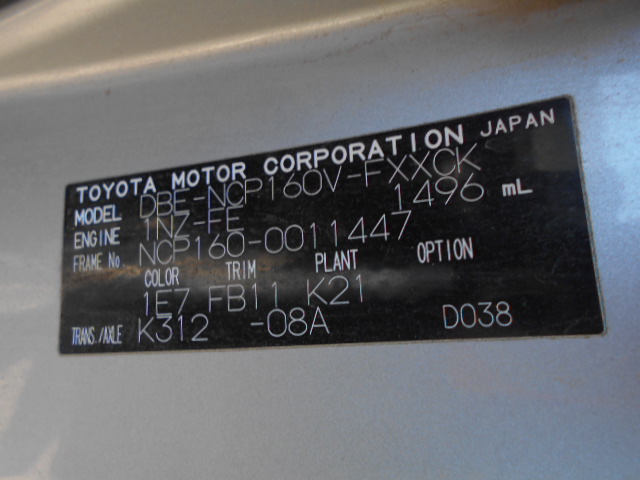 TOYOTA MOTOR CORPORATION JAPAN
MODEL DBE-NCP160V-FXXCK
ENGINE 1NZ-FE 1496 mL
FRAME No. NCP160-0011447
COLOR TRIM PLANT OPTION
1E7 FB11 K21
TRANS./AXLE K312 -08A D038